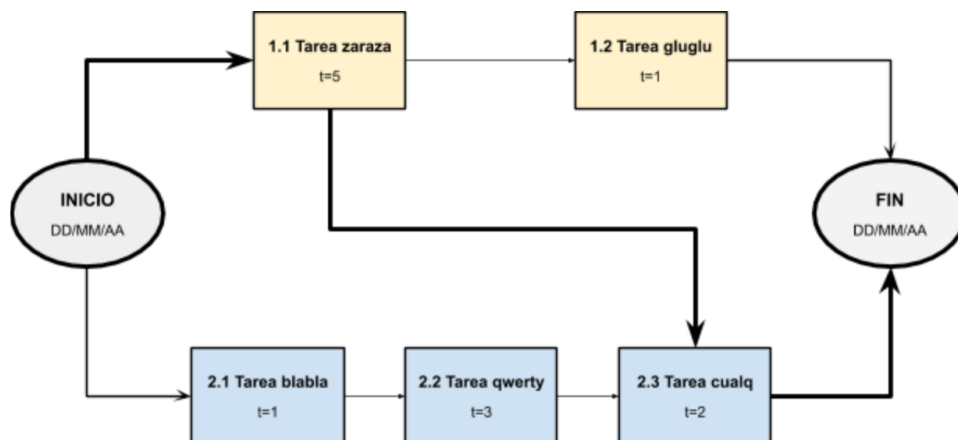 1.1 Tarea zaraza
t=5
1.2 Tarea gluglu
t=1
INICIO
DD/MM/AA
FIN
DD/MM/AA
2.1 Tarea blabla
t=1
2.2 Tarea qwerty
t=3
2.3 Tarea cualq
t=2